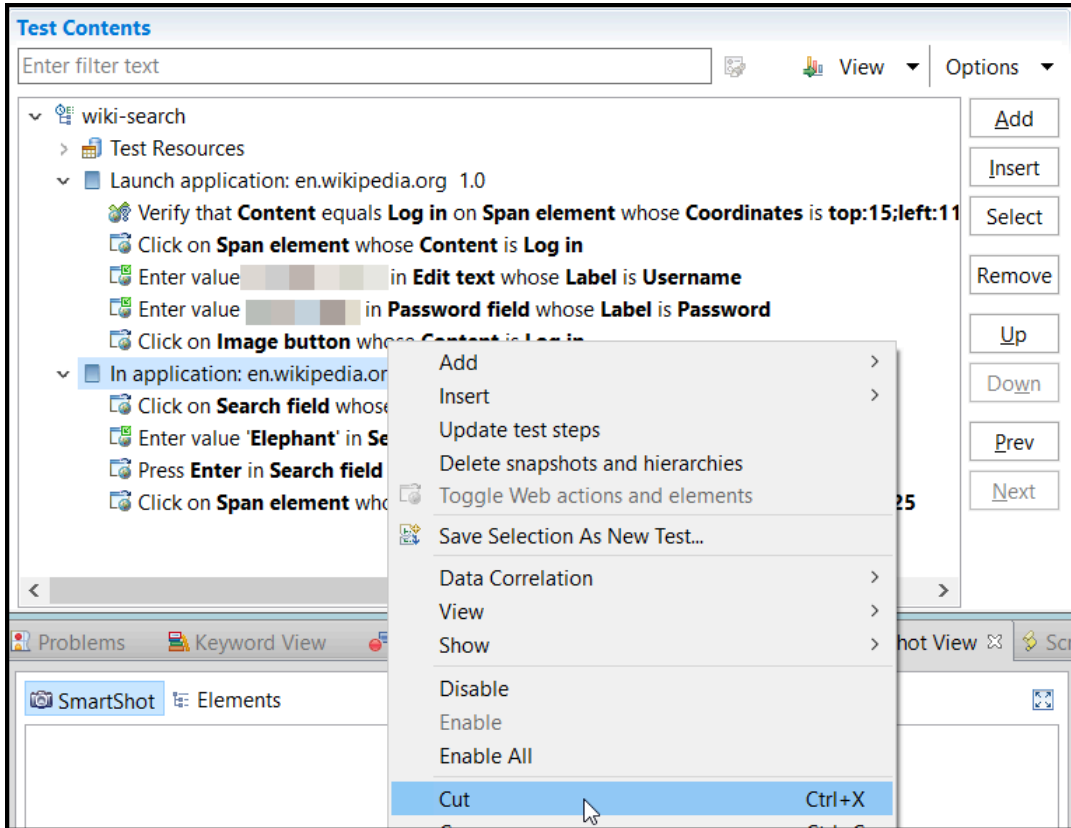 Test Contents
Enter filter text
View
Options
wiki-search
Test Resources
Launch application: en.wikipedia.org 1.0
Verify that Content equals Log in on Span element whose Coordinates is top:15;left:11
Click on Span element whose Content is Log in
Enter value in Edit text whose Label is Username
Enter value in Password field whose Label is Password
Click on Image button whose Content is Log in
In application: en.wikipedia.or
Click on Search field whose
Enter value 'Elephant' in Se
Press Enter in Search field
Click on Span element who
25
Add
Insert
Select
Remove
Up
Down
Prev
Next
Add
Insert
Update test steps
Delete snapshots and hierarchies
Toggle Web actions and elements
Save Selection As New Test...
Data Correlation
View
Show
Disable
Enable
Enable All
Cut Ctrl+X
Problems
Keyword View
hot View
Scr
SmartShot
Elements